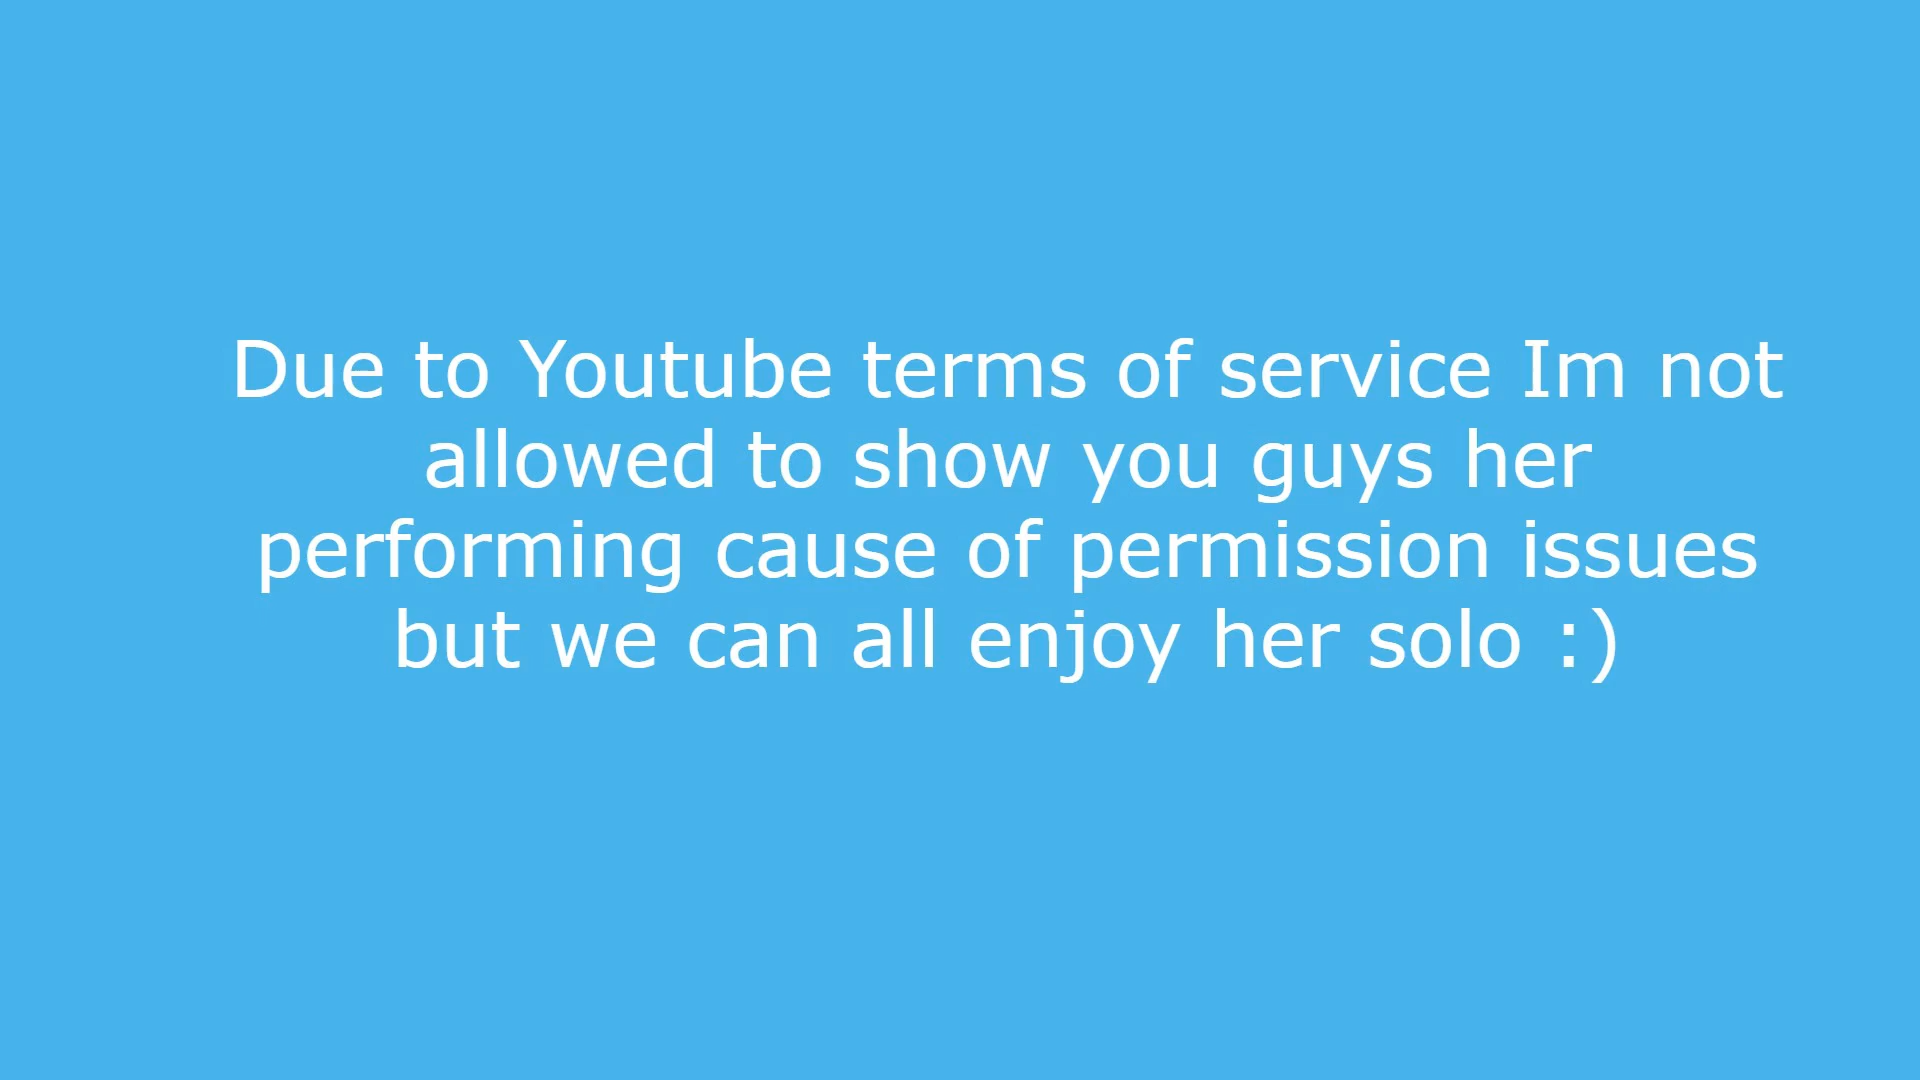 Due to Youtube terms of service Im not
allowed to show you guys her
performing cause of permission issues
but we can all enjoy her solo :)